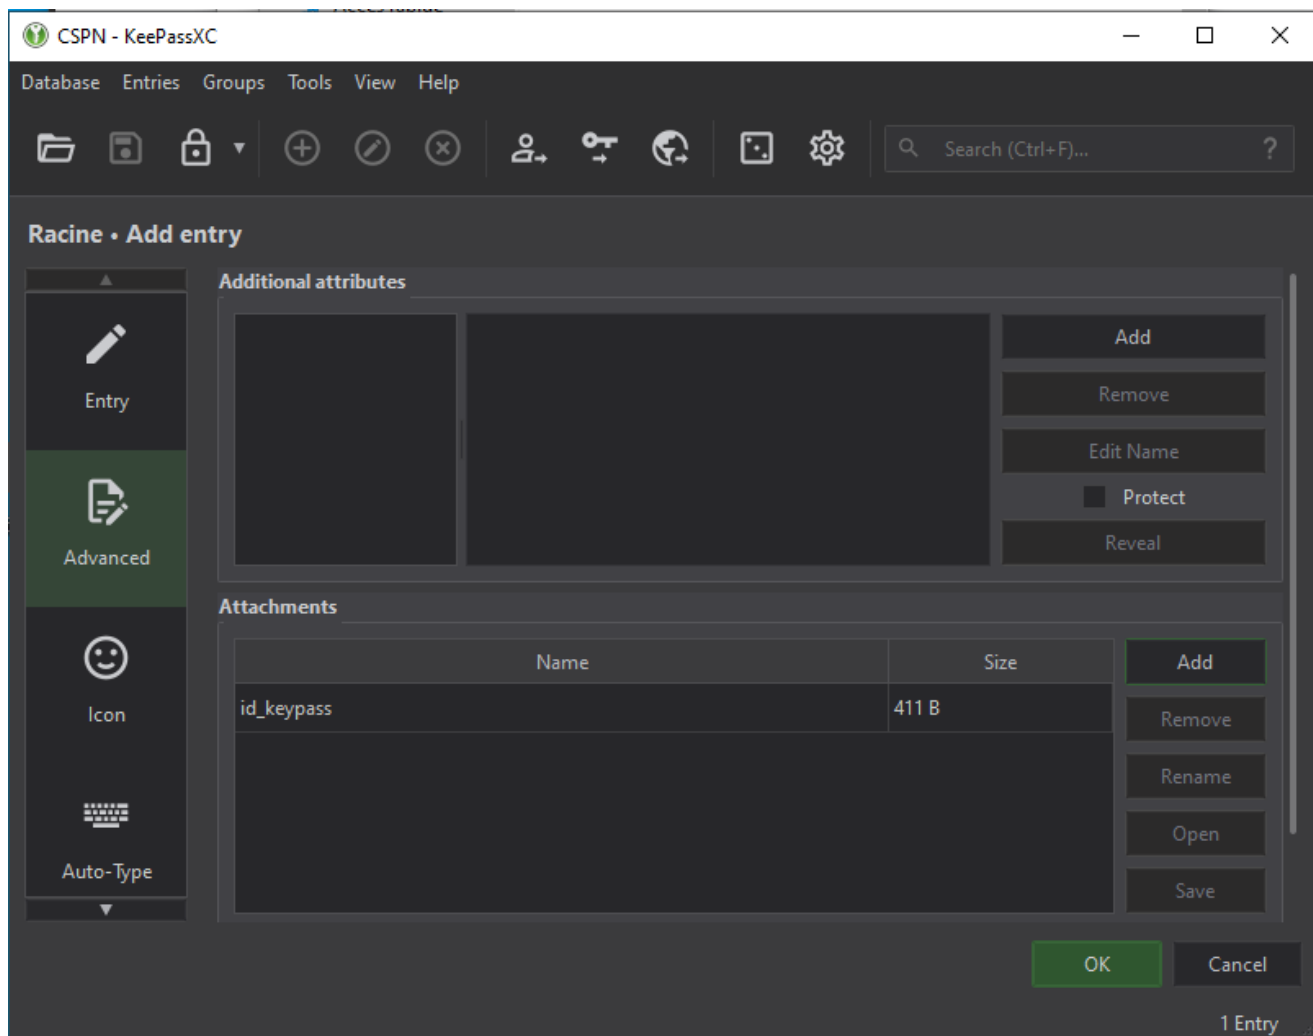 CSPN - KeePassXC
Database Entries Groups Tools View Help
Search (Ctrl+F)...
?
Racine • Add entry
Additional attributes
Entry
Advanced
Icon
Auto-Type
Add
Remove
Edit Name
Protect
Reveal
Attachments
Name Size
id_keypass 411 B
Add
Remove
Rename
Open
Save
OK Cancel
1 Entry